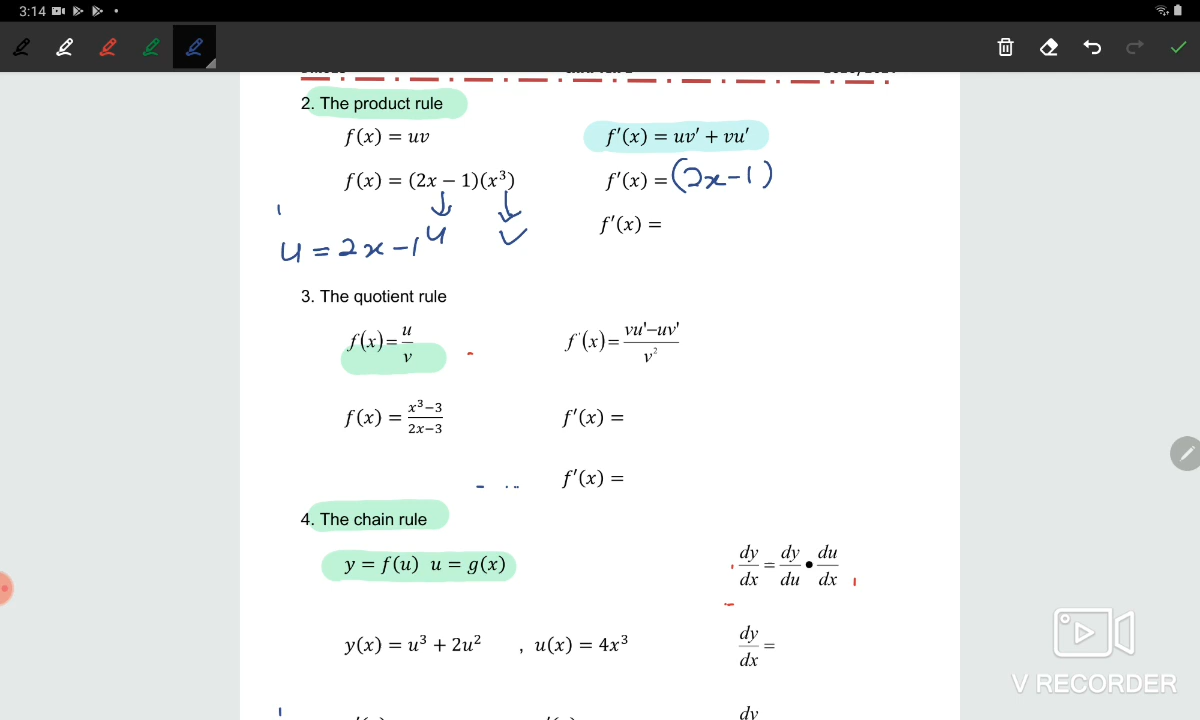 3:14
2. The product rule
f(x) = uv
f′(x) = uv′ + vu′
f(x) = (2x − 1)(x³)
f′(x) = (2x−1)
u
v
f′(x) =
u = 2x −1
3. The quotient rule
f(x)= u/v
f'(x)= vu'−uv'/v²
f(x) = x³−3/2x−3
f′(x) =
f′(x) =
4. The chain rule
y = f(u) u = g(x)
dy/dx = dy/du • du/dx
y(x) = u³ + 2u² , u(x) = 4x³
dy/dx =
V RECORDER
dy